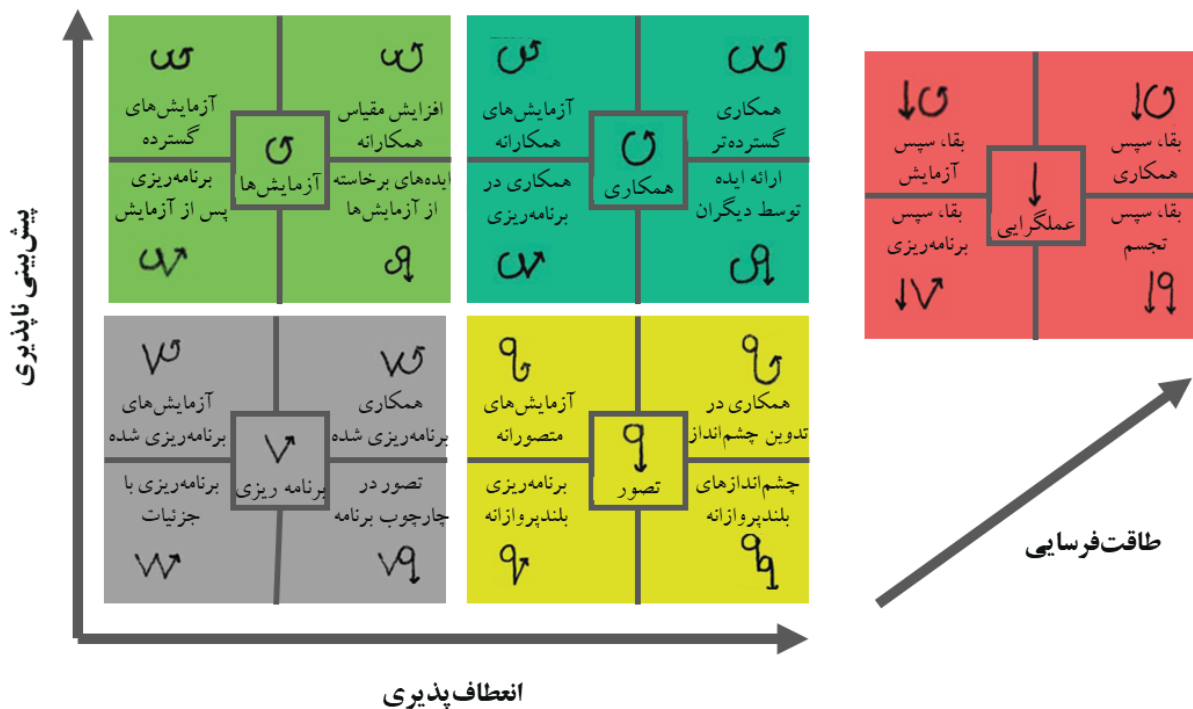 پیش‌بینی ناپذیری
افزایش مقیاس
همکارانه
آزمایش‌های
گسترده
آزمایش‌ها
ایده‌های برخاسته
از آزمایش‌ها
برنامه‌ریزی
پس از آزمایش
همکاری
گسترده‌تر
آزمایش‌های
همکارانه
همکاری
ارائه ایده
توسط دیگران
همکاری در
برنامه‌ریزی
بقا، سپس
همکاری
بقا، سپس
آزمایش
عملگرایی
بقا، سپس
تجسم
بقا، سپس
برنامه‌ریزی
همکاری
برنامه‌ریزی شده
آزمایش‌های
برنامه‌ریزی شده
برنامه ریزی
تصور در
چارچوب برنامه
برنامه‌ریزی با
جزئیات
همکاری در
تدوین چشم‌انداز
آزمایش‌های
متصورانه
تصور
چشم‌اندازهای
بلندپروازانه
برنامه‌ریزی
بلندپروازانه
طاقت‌فرسایی
انعطاف‌پذیری